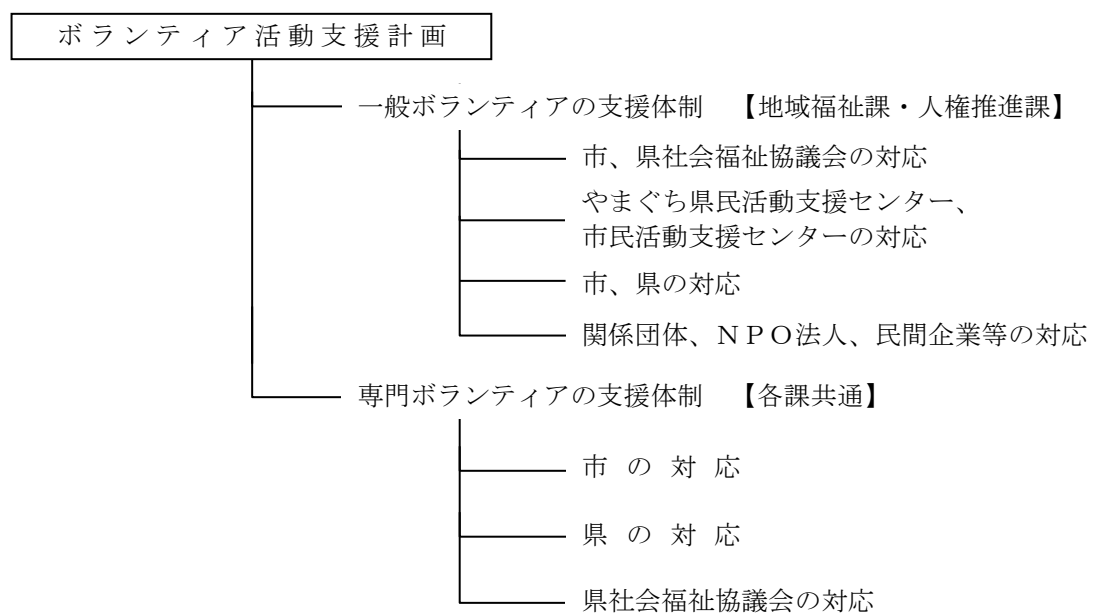 ボランティア活動支援計画
一般ボランティアの支援体制 【地域福祉課・人権推進課】
市、県社会福祉協議会の対応
やまぐち県民活動支援センター、
市民活動支援センターの対応
市、県の対応
関係団体、ＮＰＯ法人、民間企業等の対応
専門ボランティアの支援体制 【各課共通】
市 の 対 応
県 の 対 応
県社会福祉協議会の対応